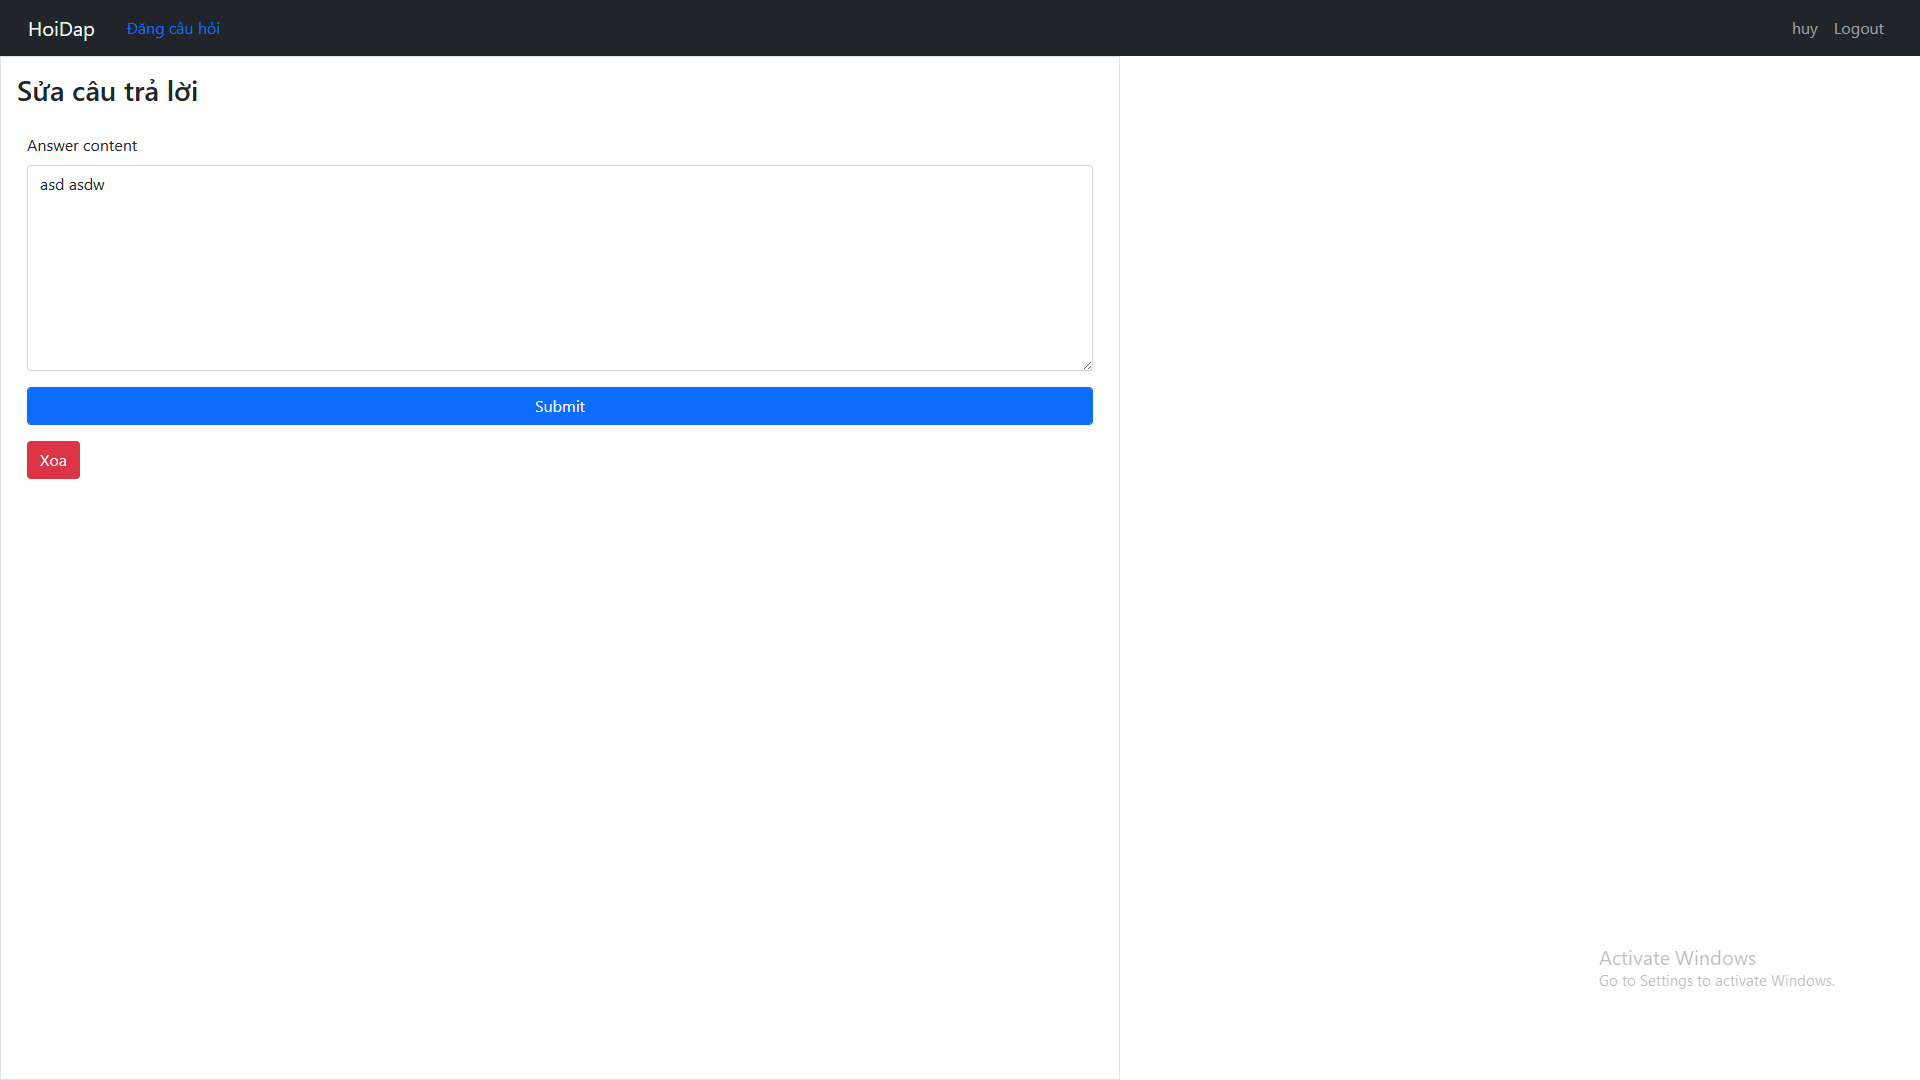 HoiDap Đăng câu hỏi huy Logout
Sửa câu trả lời
Answer content
asd asdw
Submit
Xoa
Activate Windows
Go to Settings to activate Windows.